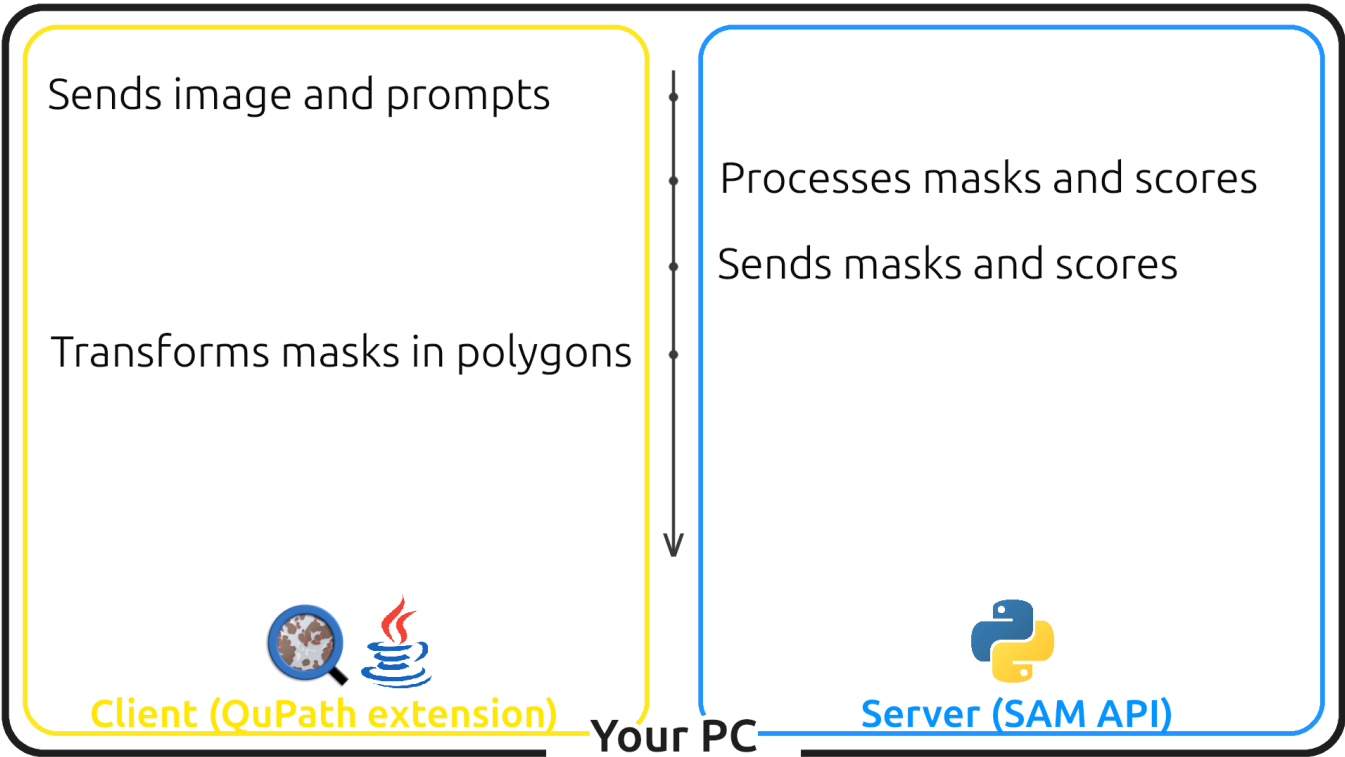 Sends image and prompts
Processes masks and scores
Sends masks and scores
Transforms masks in polygons
Client (QuPath extension)
Server (SAM API)
Your PC